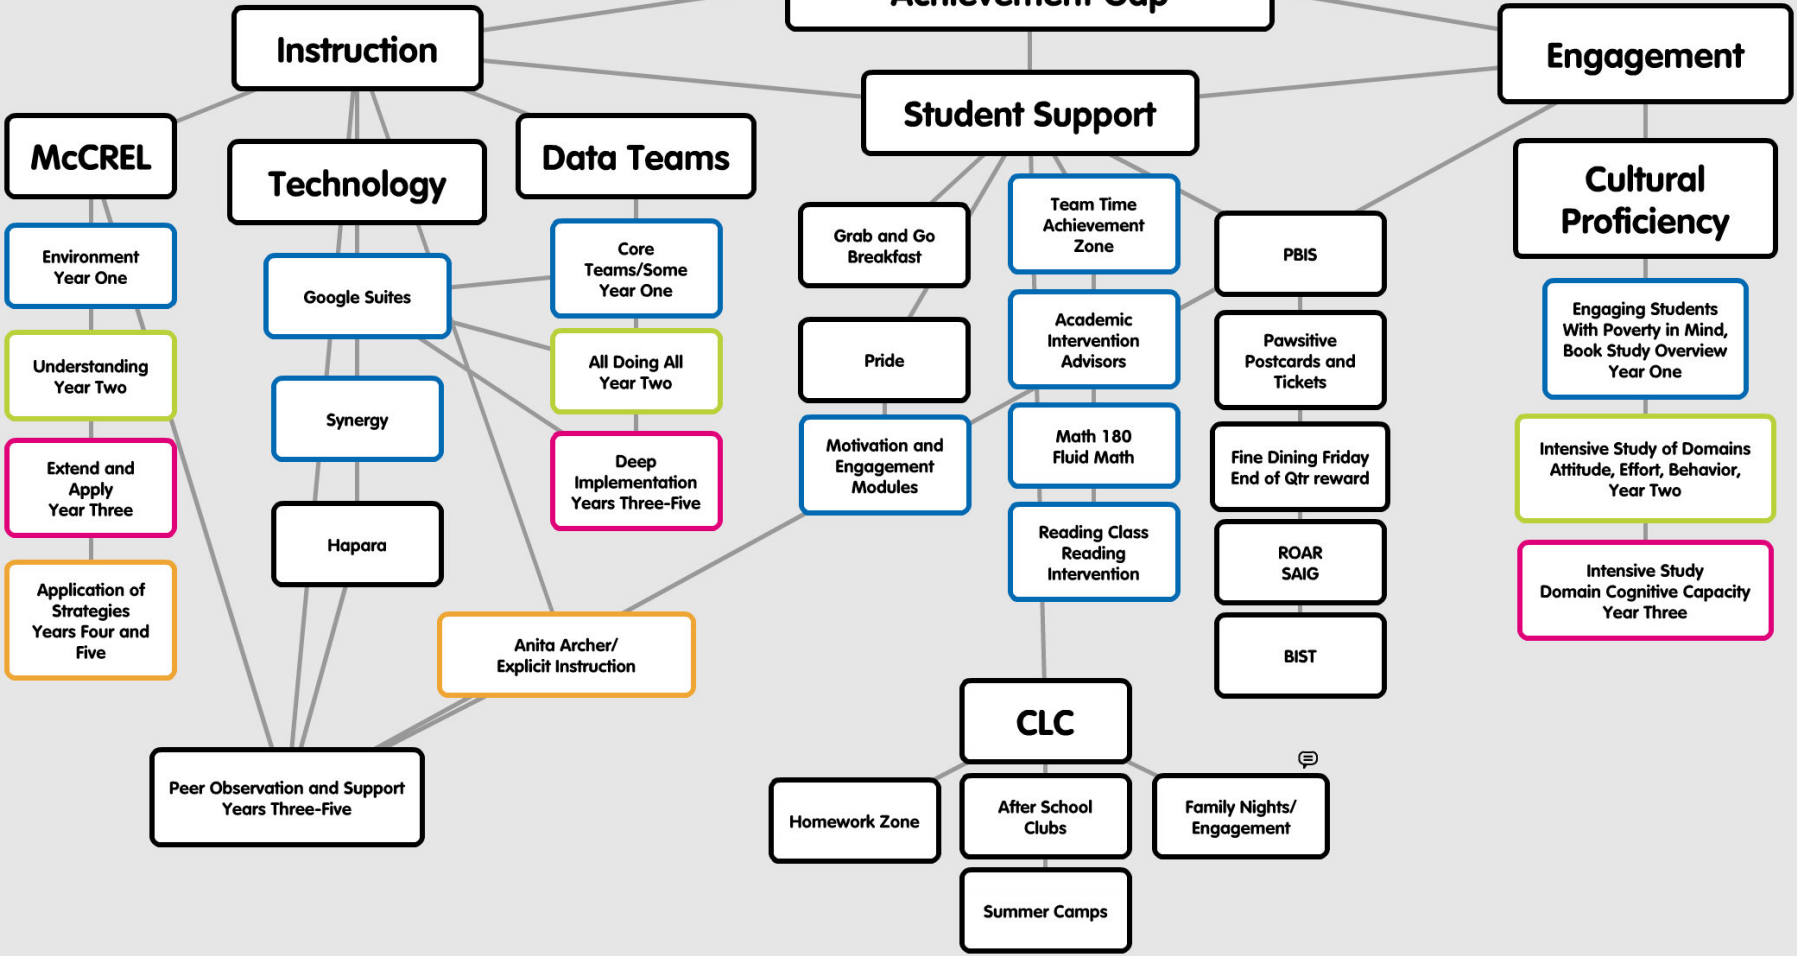 Achievement Gap
Instruction
Engagement
Student Support
McCREL
Technology
Data Teams
Cultural
Proficiency
Environment
Year One
Understanding
Year Two
Extend and
Apply
Year Three
Application of
Strategies
Years Four and
Five
Google Suites
Synergy
Hapara
Core
Teams/Some
Year One
All Doing All
Year Two
Deep
Implementation
Years Three-Five
Anita Archer/
Explicit Instruction
Peer Observation and Support
Years Three-Five
Grab and Go
Breakfast
Pride
Motivation and
Engagement
Modules
Team Time
Achievement
Zone
Academic
Intervention
Advisors
Math 180
Fluid Math
Reading Class
Reading
Intervention
PBIS
Pawsitive
Postcards and
Tickets
Fine Dining Friday
End of Qtr reward
ROAR
SAIG
BIST
CLC
Homework Zone
After School
Clubs
Family Nights/
Engagement
Summer Camps
Engaging Students
With Poverty in Mind,
Book Study Overview
Year One
Intensive Study of Domains
Attitude, Effort, Behavior,
Year Two
Intensive Study
Domain Cognitive Capacity
Year Three